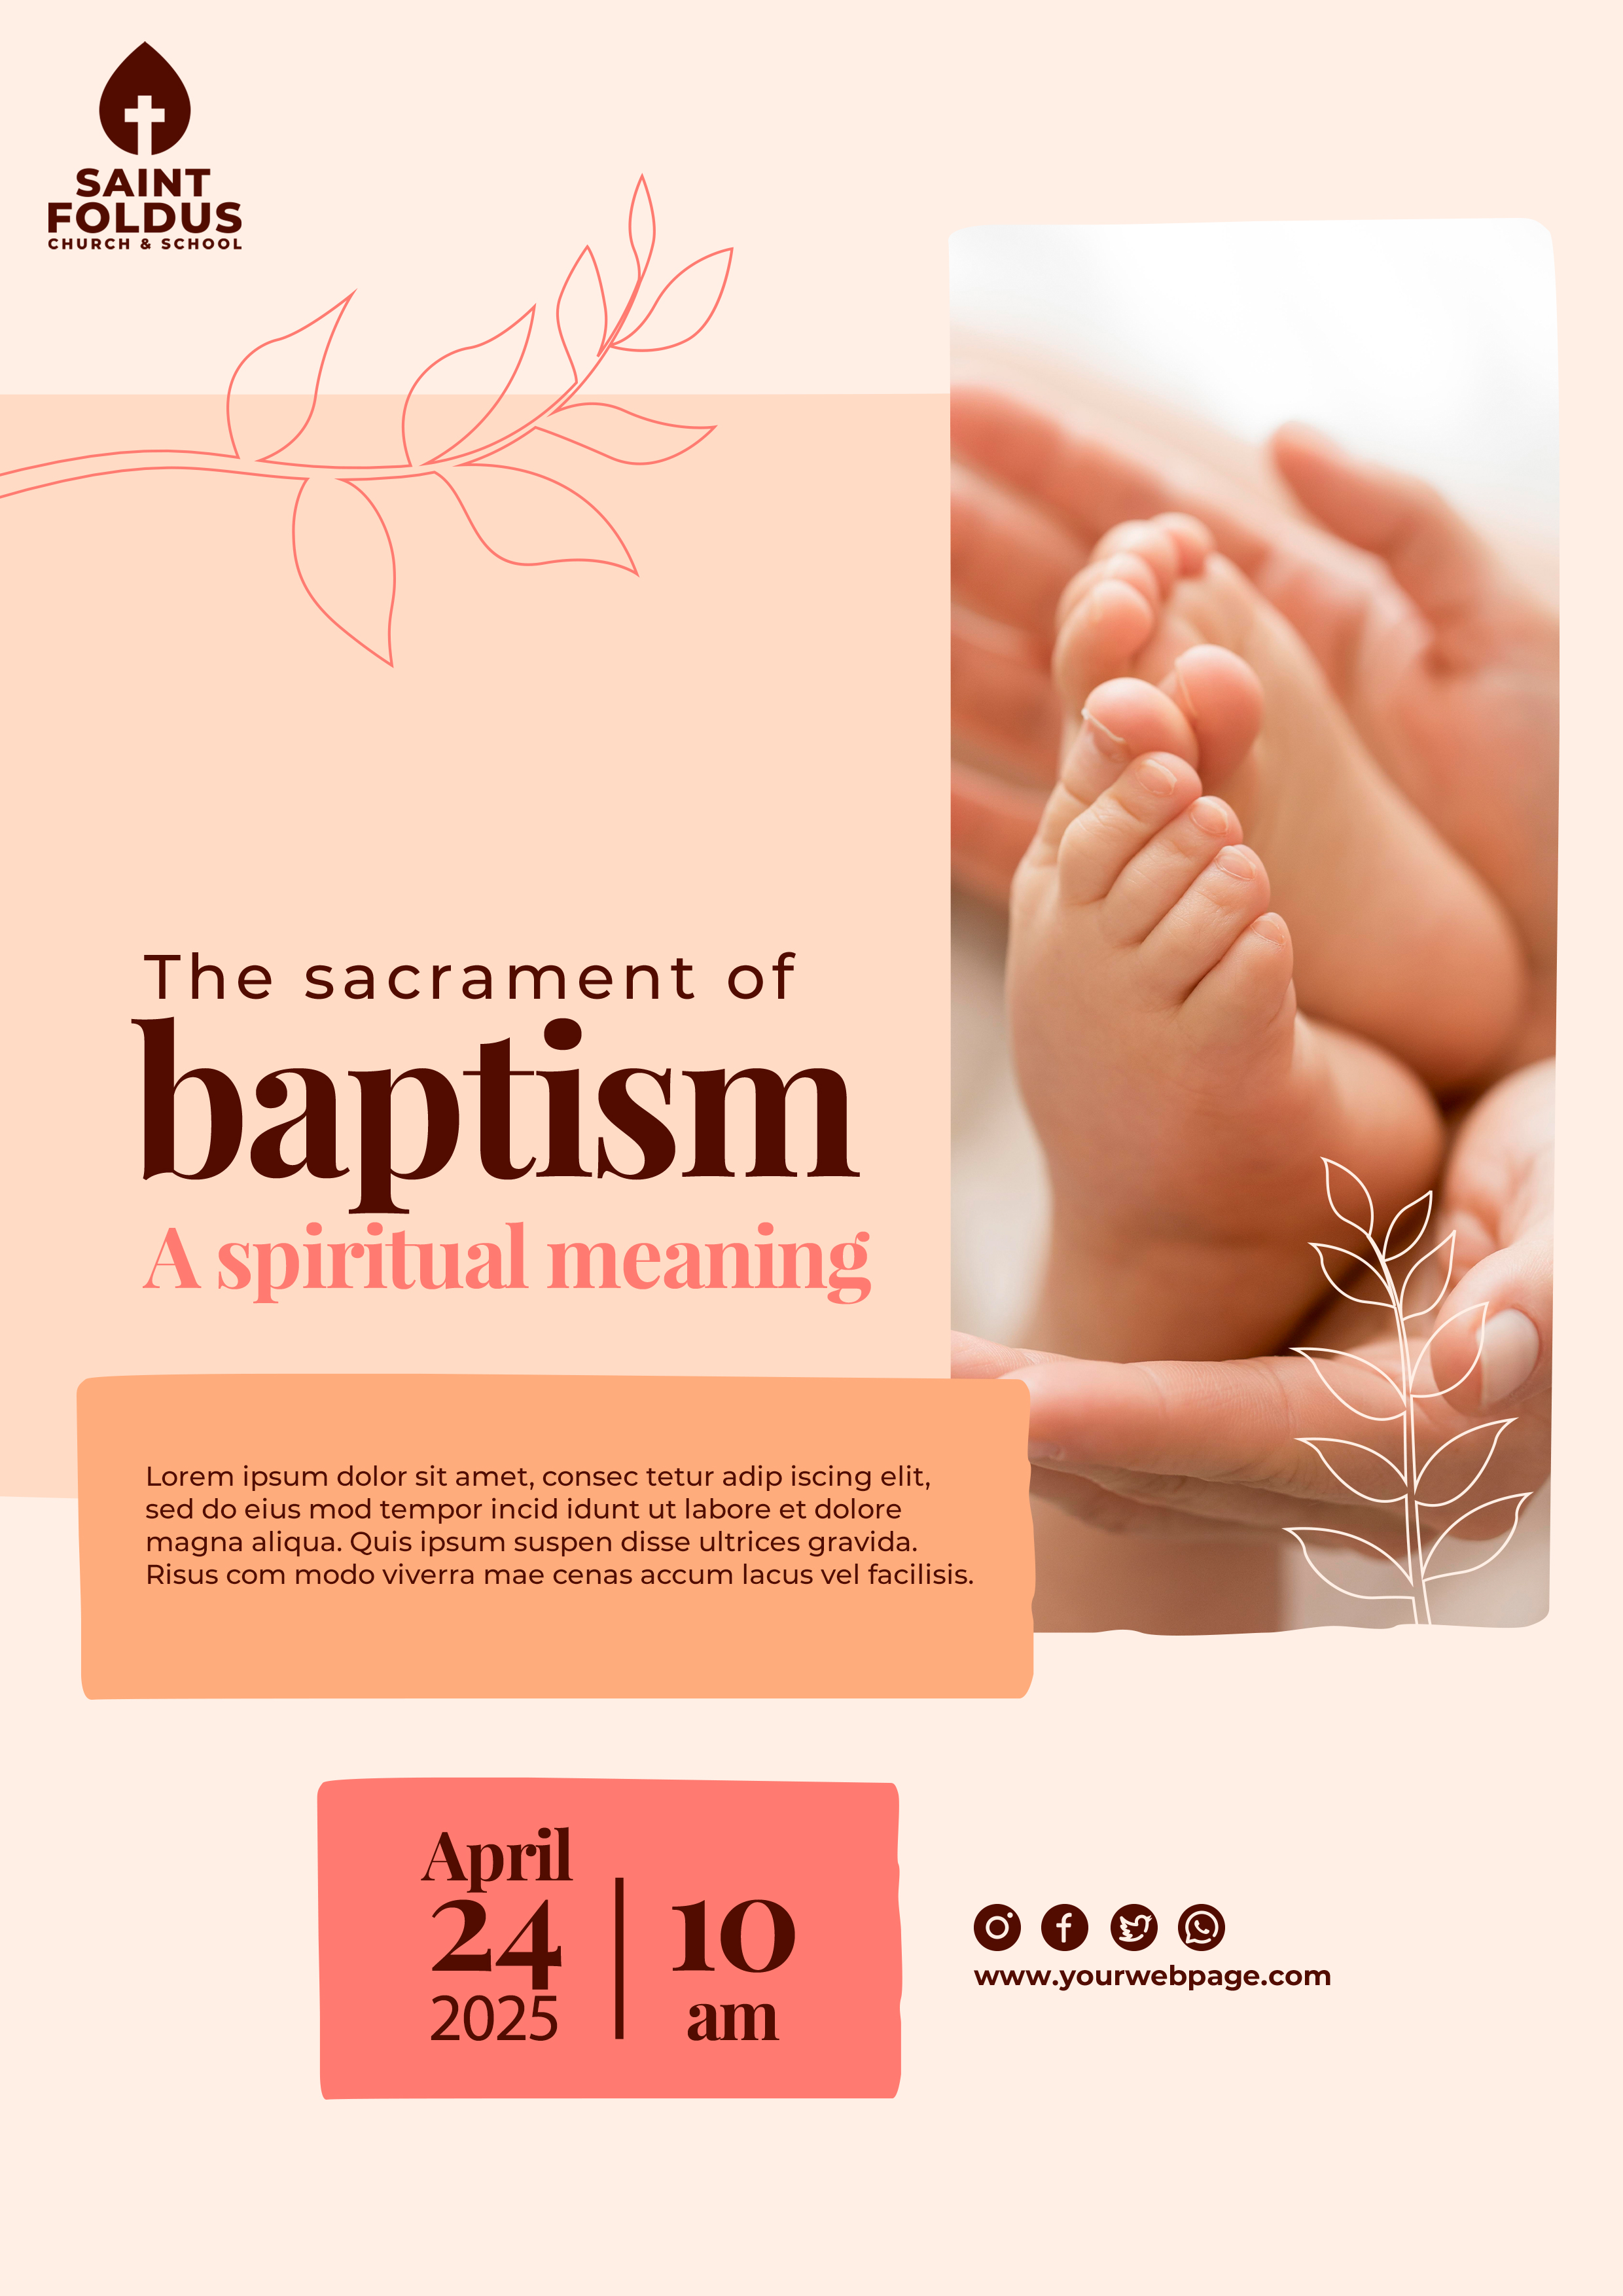 SAINT
FOLDUS
CHURCH & SCHOOL
The sacrament of
baptism
A spiritual meaning
Lorem ipsum dolor sit amet, consec tetur adip iscing elit,
sed do eius mod tempor incid idunt ut labore et dolore
magna aliqua. Quis ipsum suspen disse ultrices gravida.
Risus com modo viverra mae cenas accum lacus vel facilisis.
April
24
2025
10
am
www.yourwebpage.com